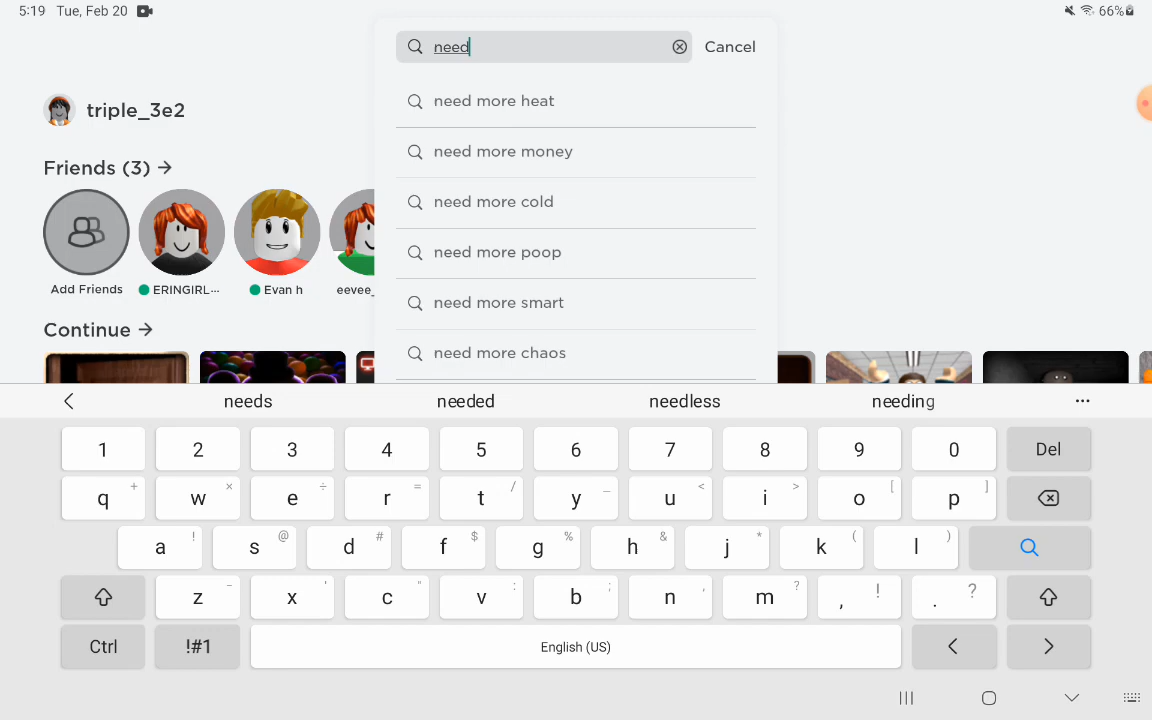 5:19 Tue, Feb 20
66%
need
Cancel
need more heat
need more money
need more cold
need more poop
need more smart
need more chaos
triple_3e2
Friends (3) →
Add Friends
ERINGIRL...
Evan h
eevee_
Continue →
needs needed needless needing ...
1 2 3 4 5 6 7 8 9 0 Del
q + w × e ÷ r = t / y _ u < i > o [ p ]
a ! s @ d # f $ g % h & j * k ( l )
z - x ' c " v : b ; n , m ? , ! . ?
Ctrl !#1 English (US) < >